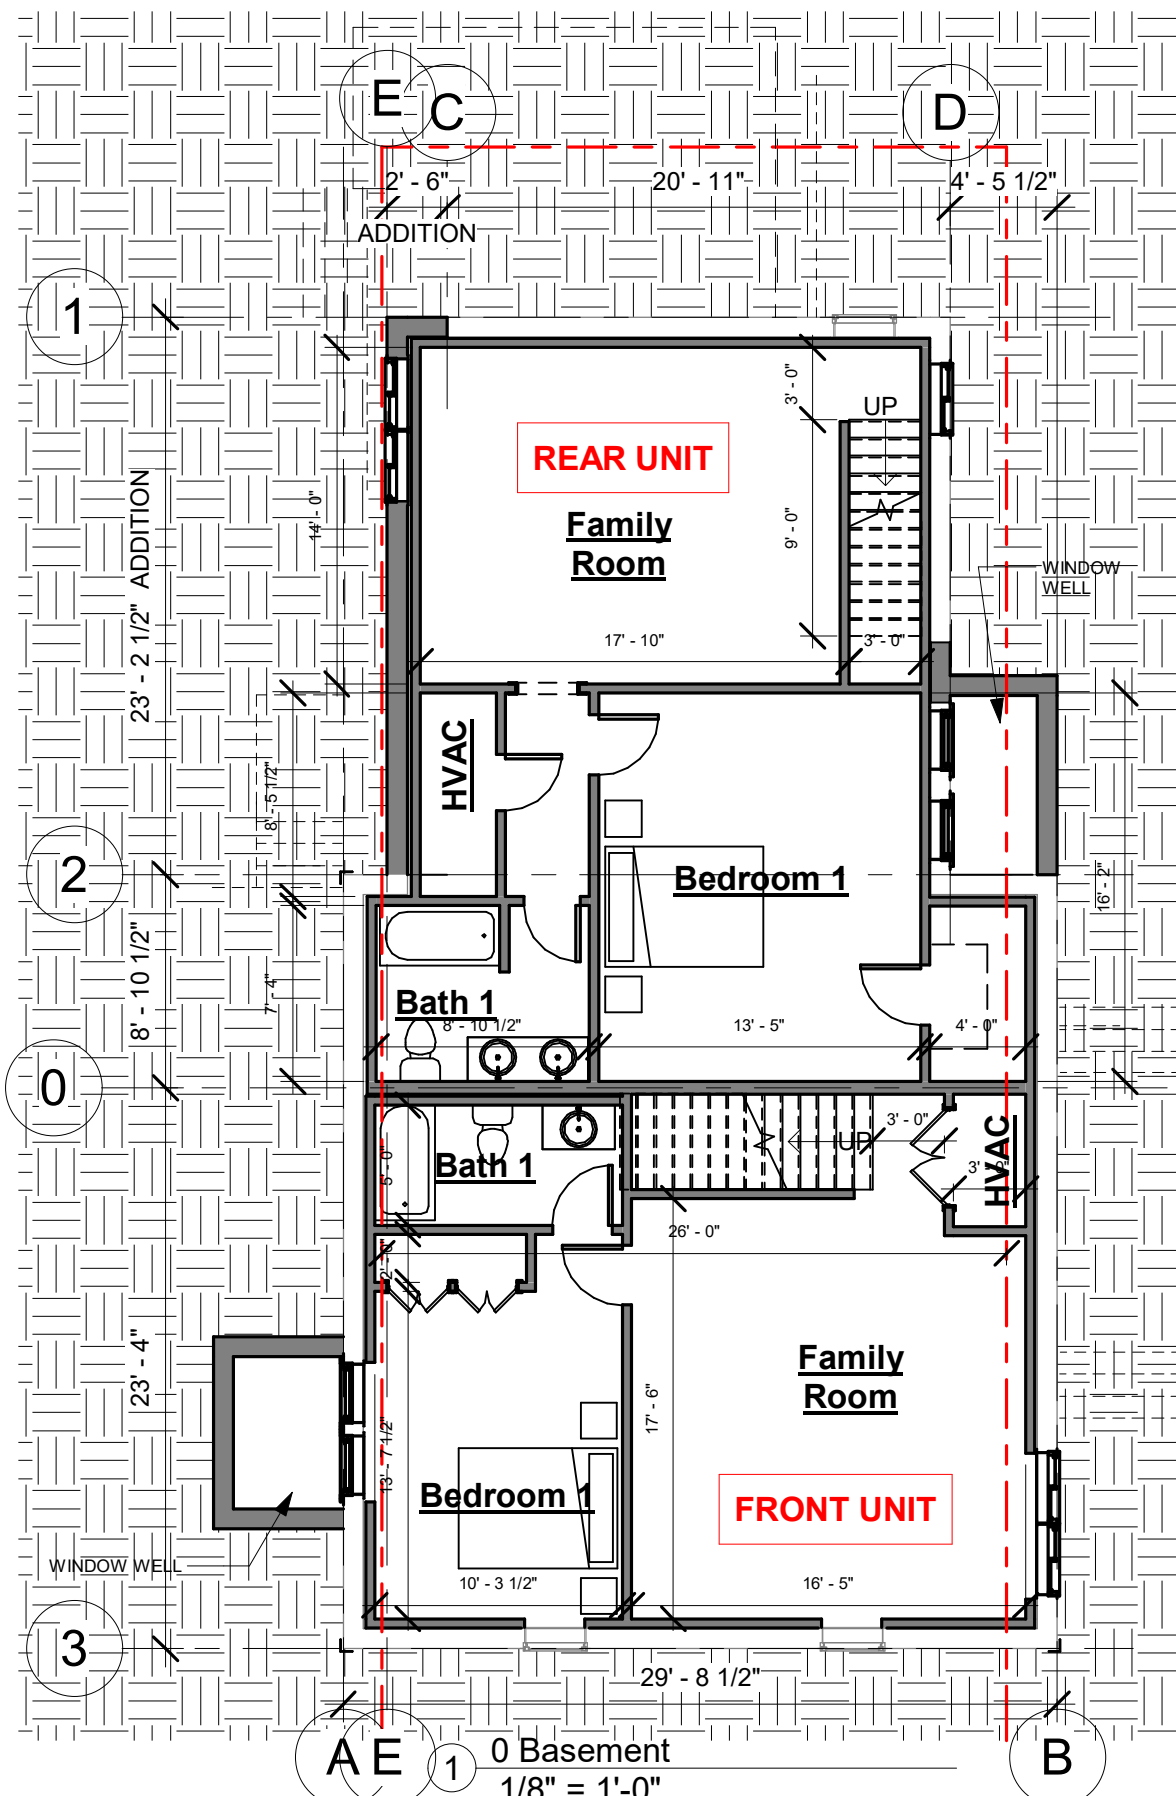 E
C
D
2' - 6"
20' - 11"
4' - 5 1/2"
ADDITION
1
3' - 0"
UP
REAR UNIT
Family
Room
14' - 0"
9' - 0"
23' - 2 1/2" ADDITION
WINDOW
WELL
17' - 10"
3' - 0"
HVAC
8' - 5 1/2"
2
Bedroom 1
16' - 2"
8' - 10 1/2"
7' - 4"
Bath 1
8' - 10 1/2"
13' - 5"
4' - 0"
0
3' - 0"
UP
HVAC
Bath 1
5' - 0"
3' - 0"
26' - 0"
2' - 0"
Family
Room
23' - 4"
17' - 6"
13' - 7 1/2"
Bedroom 1
FRONT UNIT
WINDOW WELL
10' - 3 1/2"
16' - 5"
3
29' - 8 1/2"
A
E
1
0 Basement
1/8" = 1'-0"
B